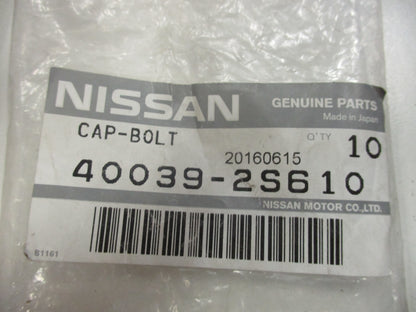 NISSAN GENUINE PARTS
Made in Japan
CAP-BOLT Q'TY 10
20160615
40039-2S610
NISSAN MOTOR CO.,LTD.
B1161